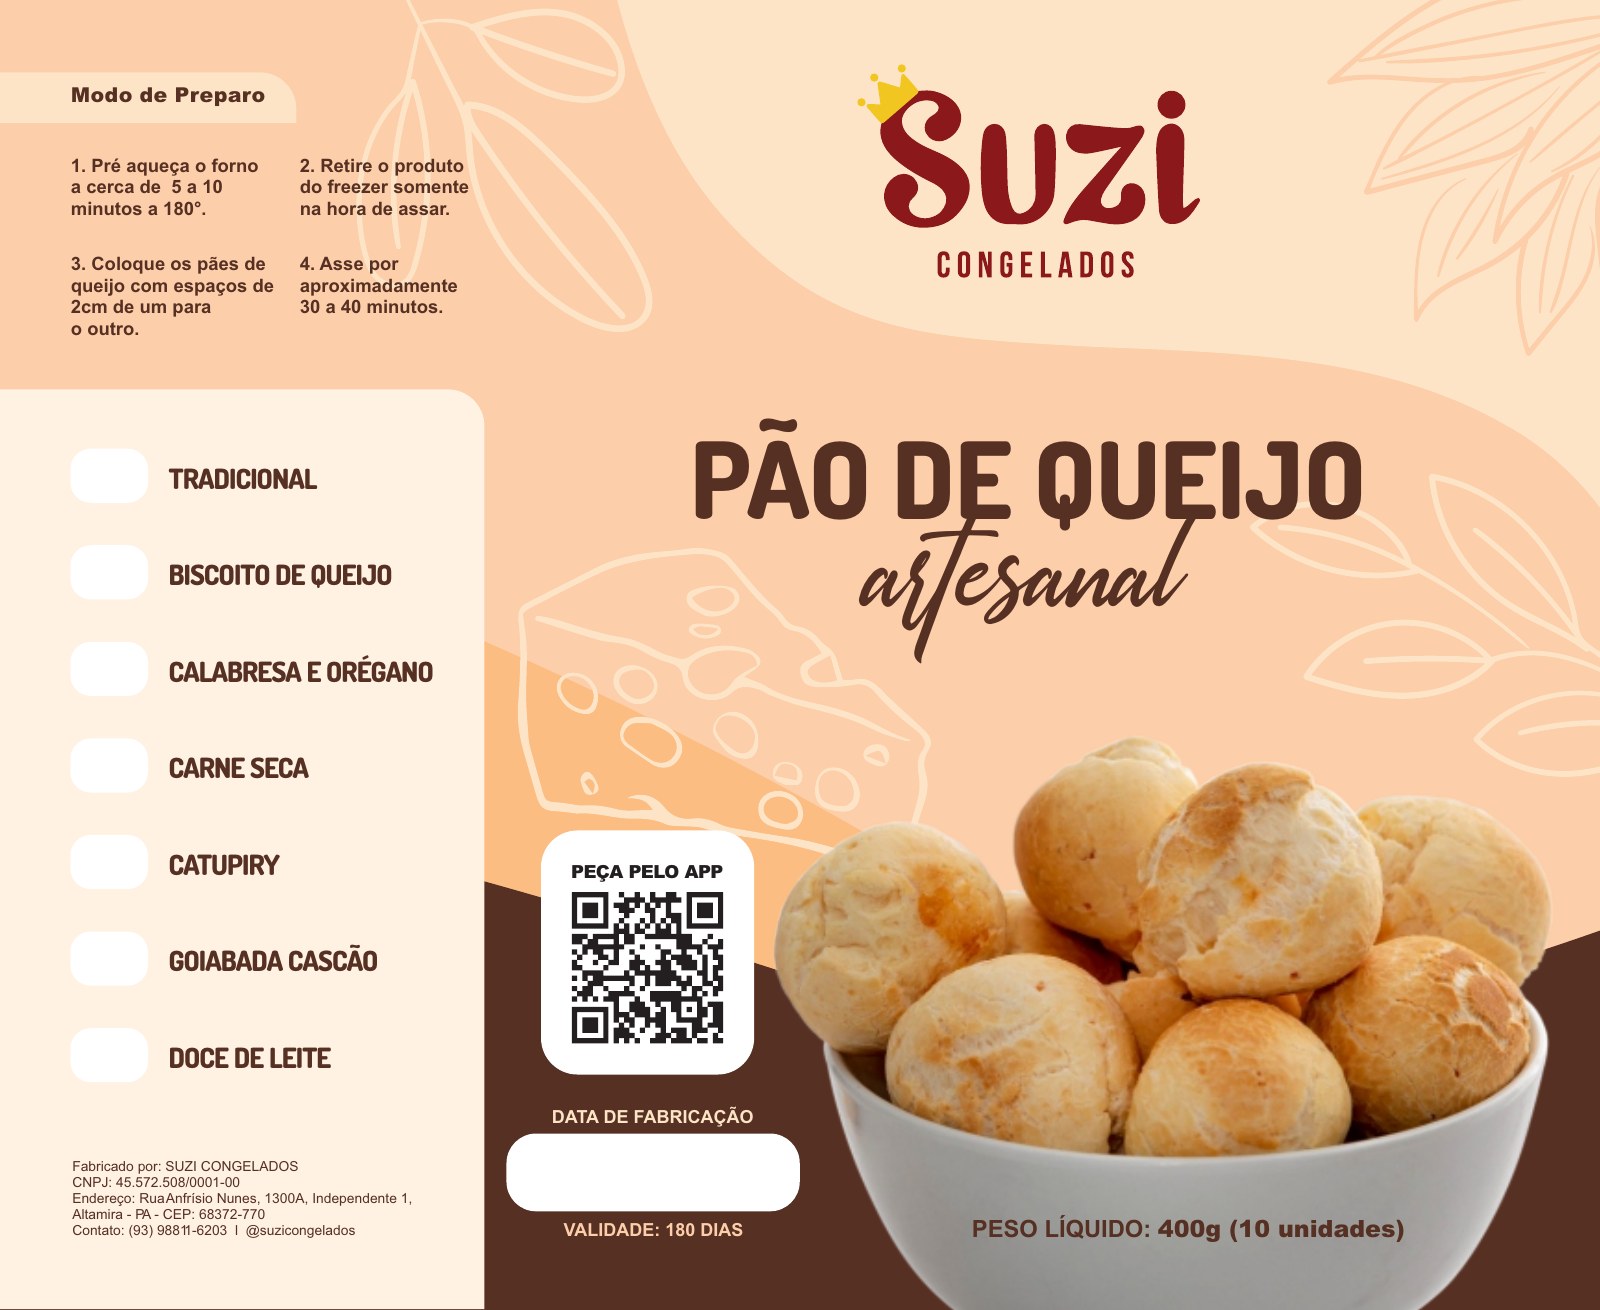 Modo de Preparo
1. Pré aqueça o forno
a cerca de 5 a 10
minutos a 180°.
2. Retire o produto
do freezer somente
na hora de assar.
3. Coloque os pães de
queijo com espaços de
2cm de um para
o outro.
4. Asse por
aproximadamente
30 a 40 minutos.
Suzi
CONGELADOS
PÃO DE QUEIJO
artesanal
TRADICIONAL
BISCOITO DE QUEIJO
CALABRESA E ORÉGANO
CARNE SECA
CATUPIRY
GOIABADA CASCÃO
DOCE DE LEITE
Fabricado por: SUZI CONGELADOS
CNPJ: 45.572.508/0001-00
Endereço: Rua Anfrísio Nunes, 1300A, Independente 1,
Altamira - PA - CEP: 68372-770
Contato: (93) 98811-6203 I @suzicongelados
PEÇA PELO APP
DATA DE FABRICAÇÃO
VALIDADE: 180 DIAS
PESO LÍQUIDO: 400g (10 unidades)